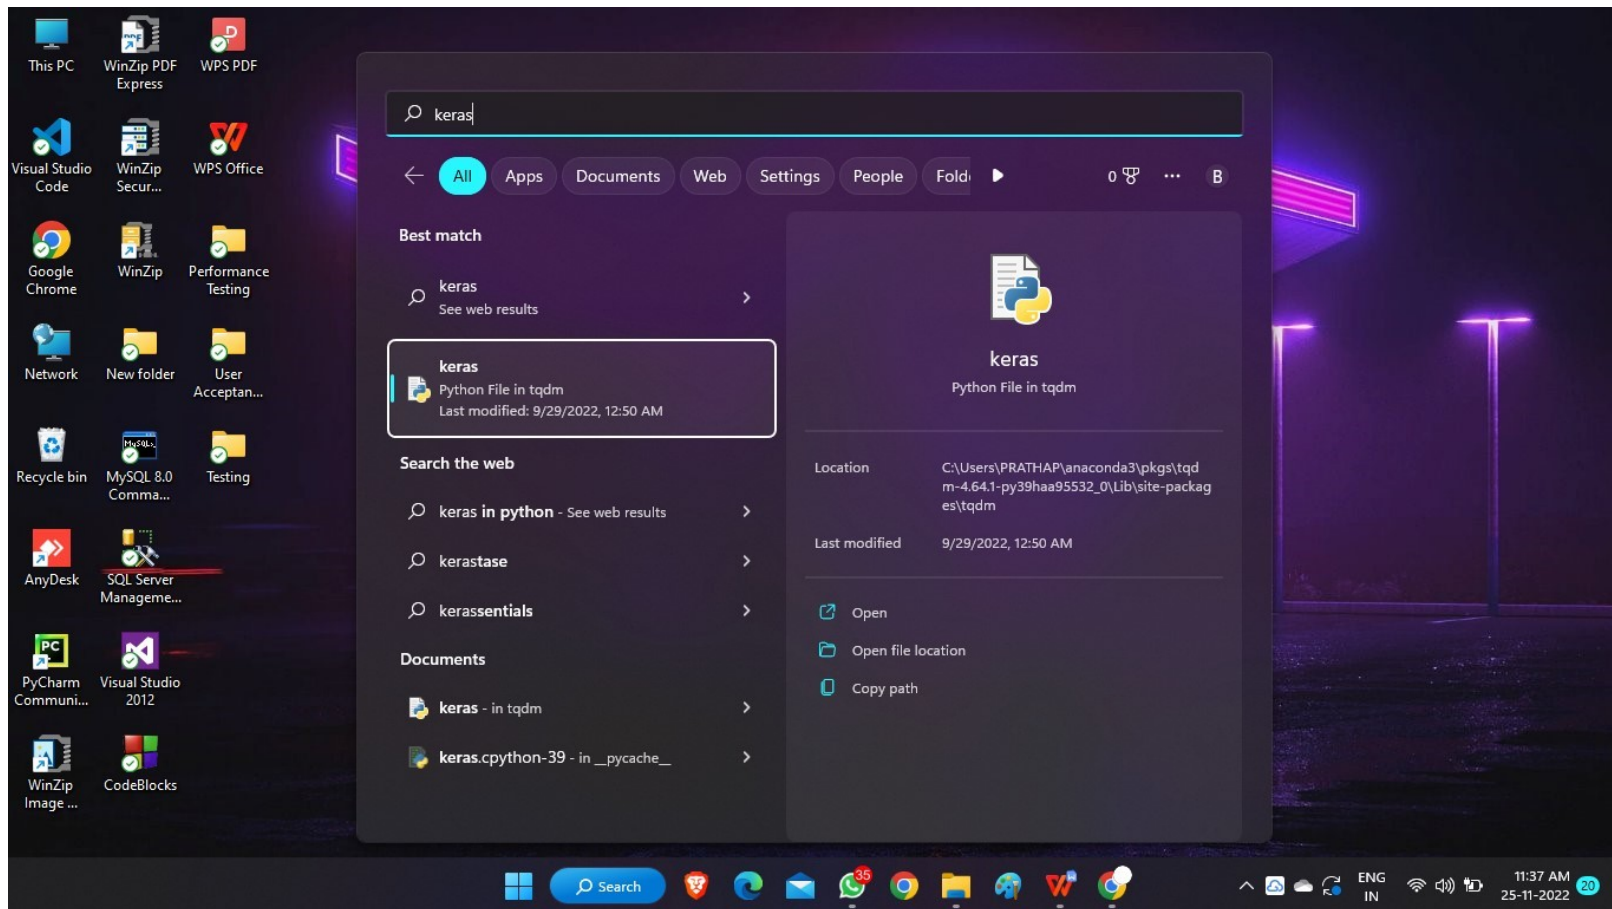 This PC
WinZip PDF
Express
WPS PDF
Visual Studio
Code
WinZip
Secur...
WPS Office
Google
Chrome
WinZip
Performance
Testing
Network
New folder
User
Acceptan...
Recycle bin
MySQL 8.0
Comma...
Testing
AnyDesk
SQL Server
Manageme...
PyCharm
Communi...
Visual Studio
2012
WinZip
Image ...
CodeBlocks
keras
All Apps Documents Web Settings People Folde 0 ... B
Best match
keras
See web results
keras
Python File in tqdm
Last modified: 9/29/2022, 12:50 AM
Search the web
keras in python - See web results
kerastase
kerassentials
Documents
keras - in tqdm
keras.cpython-39 - in __pycache__
keras
Python File in tqdm
Location C:\Users\PRATHAP\anaconda3\pkgs\tqd
m-4.64.1-py39haa95532_0\Lib\site-packag
es\tqdm
Last modified 9/29/2022, 12:50 AM
Open
Open file location
Copy path
Search
35
ENG
IN
11:37 AM
25-11-2022
20